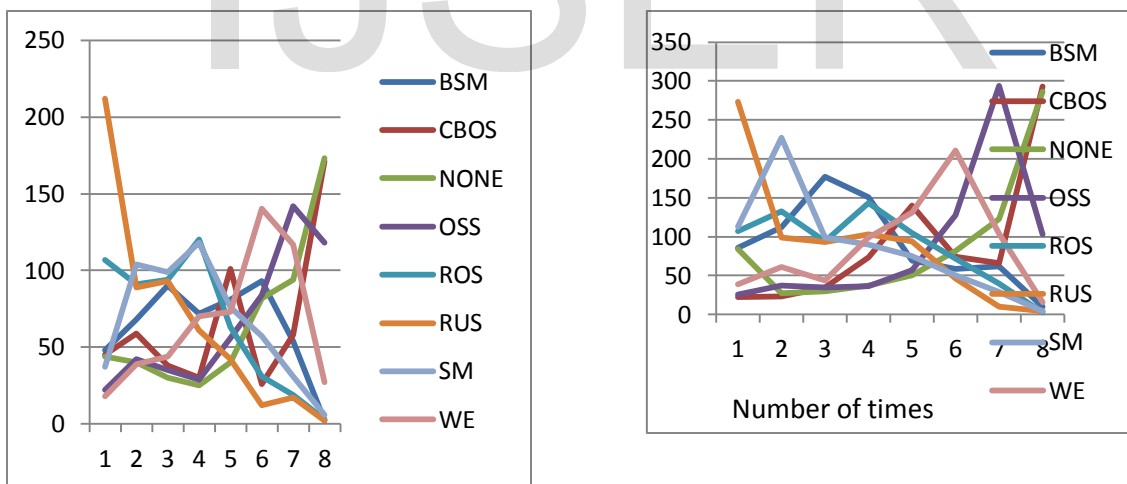 IJSER
250
200
150
100
50
0
1 2 3 4 5 6 7 8
BSM
CBOS
NONE
OSS
ROS
RUS
SM
WE
350
300
250
200
150
100
50
0
1 2 3 4 5 6 7 8
Number of times
BSM
CBOS
NONE
OSS
ROS
RUS
SM
WE